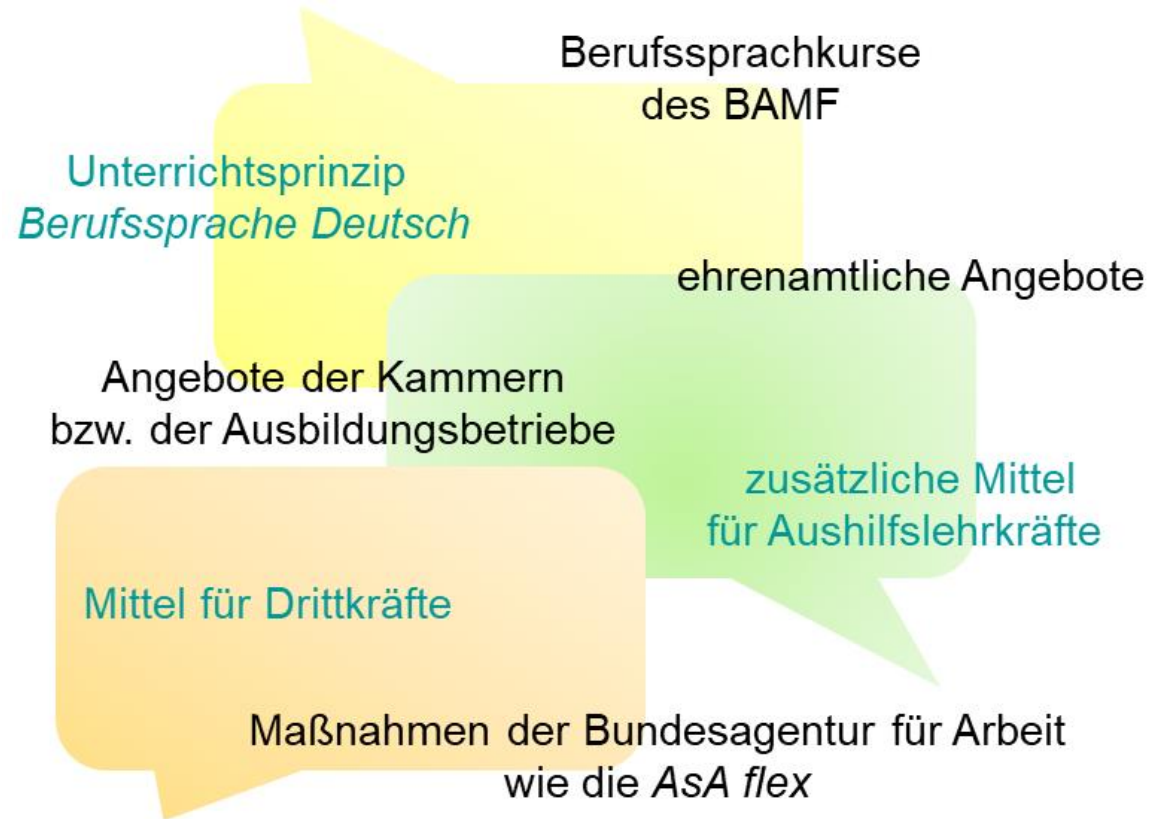 Berufssprachkurse
des BAMF
Unterrichtsprinzip
Berufssprache Deutsch
ehrenamtliche Angebote
Angebote der Kammern
bzw. der Ausbildungsbetriebe
zusätzliche Mittel
für Aushilfslehrkräfte
Mittel für Drittkräfte
Maßnahmen der Bundesagentur für Arbeit
wie die AsA flex